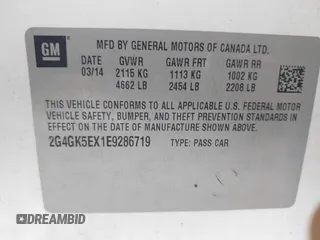 GM
MFD BY GENERAL MOTORS OF CANADA LTD.
DATE GVWR GAWR FRT GAWR RR
03/14 2115 KG 1113 KG 1002 KG
4662 LB 2454 LB 2208 LB
THIS VEHICLE CONFORMS TO ALL APPLICABLE U.S. FEDERAL MOTOR
VEHICLE SAFETY, BUMPER, AND THEFT PREVENTION STANDARDS IN
EFFECT ON THE DATE OF MANUFACTURE SHOWN ABOVE.
2G4GK5EX1E9286719 TYPE: PASS CAR
DIDIWIN.COM